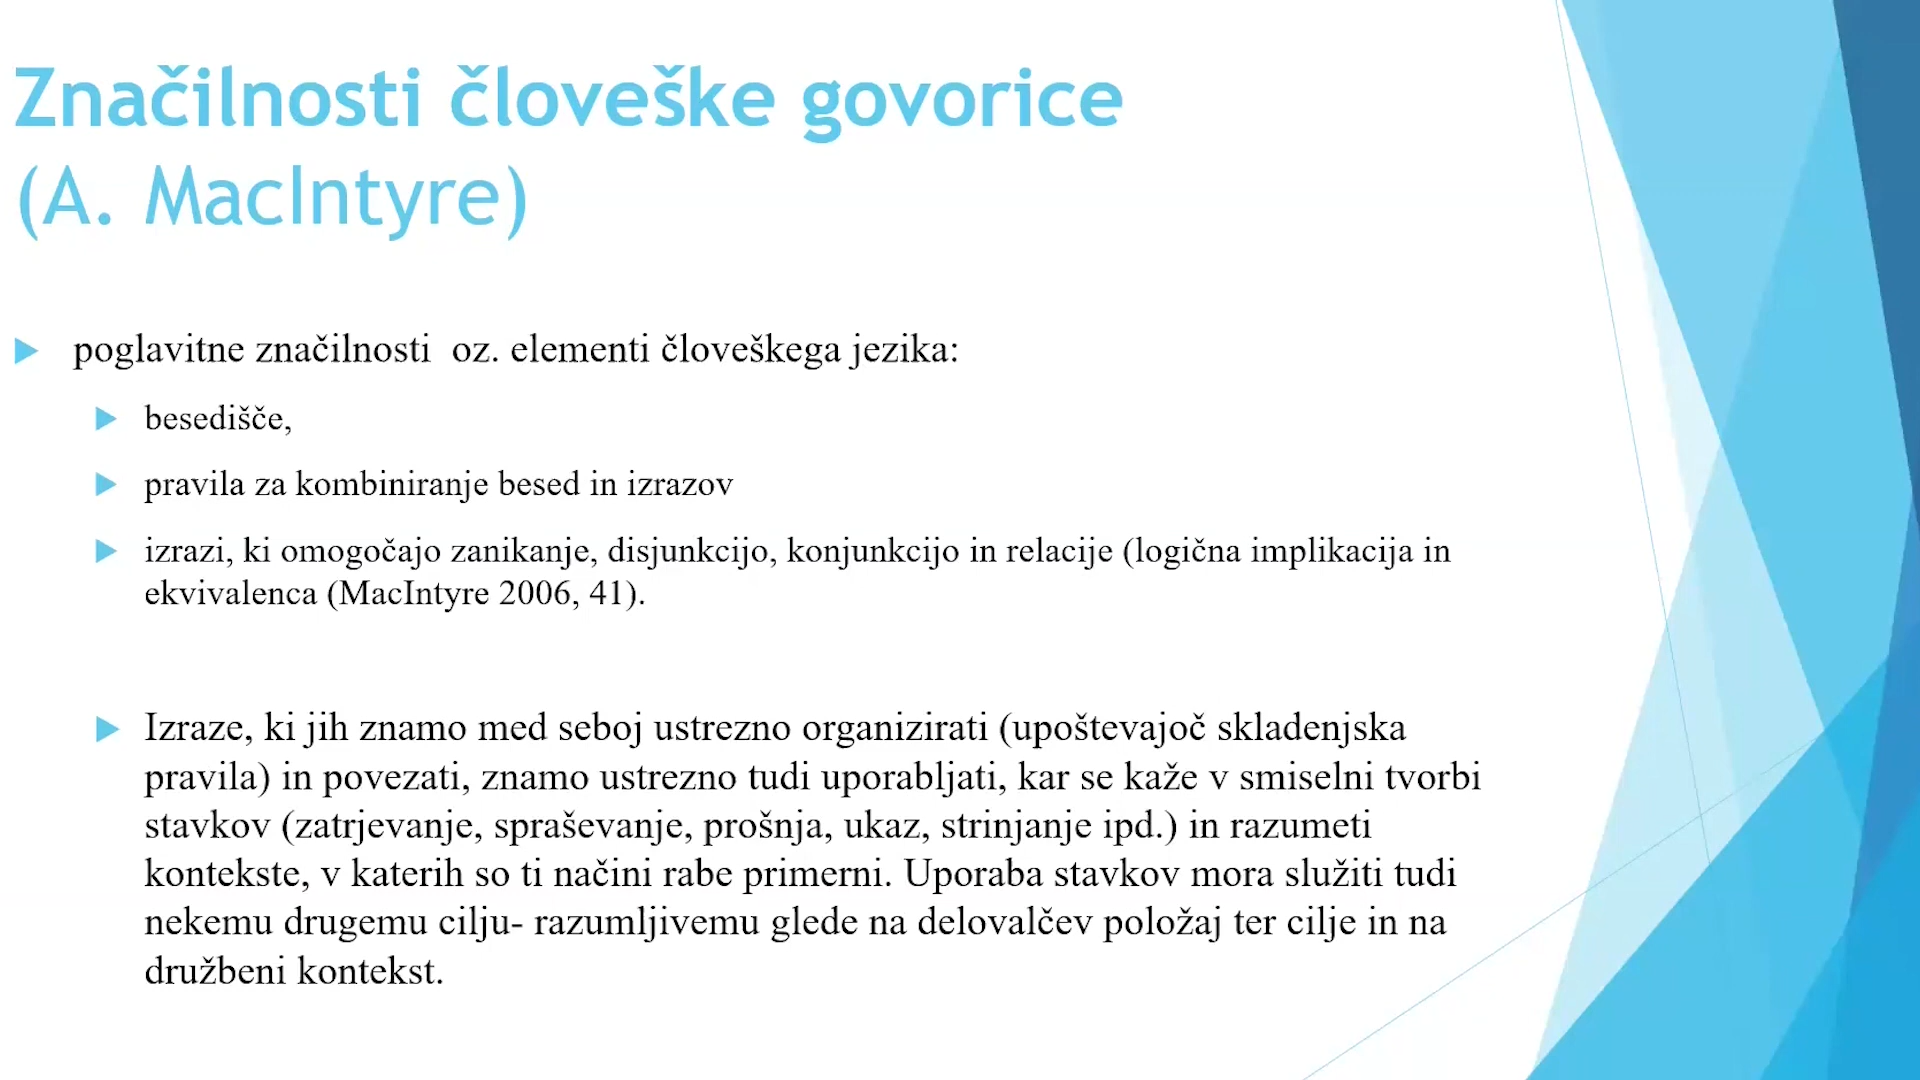 Značilnosti človeške govorice
(A. MacIntyre)
poglavitne značilnosti  oz. elementi človeškega jezika:
besedišče,
pravila za kombiniranje besed in izrazov
izrazi, ki omogočajo zanikanje, disjunkcijo, konjunkcijo in relacije (logična implikacija in
ekvivalenca (MacIntyre 2006, 41).
Izraze, ki jih znamo med seboj ustrezno organizirati (upoštevajoč skladenjska
pravila) in povezati, znamo ustrezno tudi uporabljati, kar se kaže v smiselni tvorbi
stavkov (zatrjevanje, spraševanje, prošnja, ukaz, strinjanje ipd.) in razumeti
kontekste, v katerih so ti načini rabe primerni. Uporaba stavkov mora služiti tudi
nekemu drugemu cilju- razumljivemu glede na delovalčev položaj ter cilje in na
družbeni kontekst.